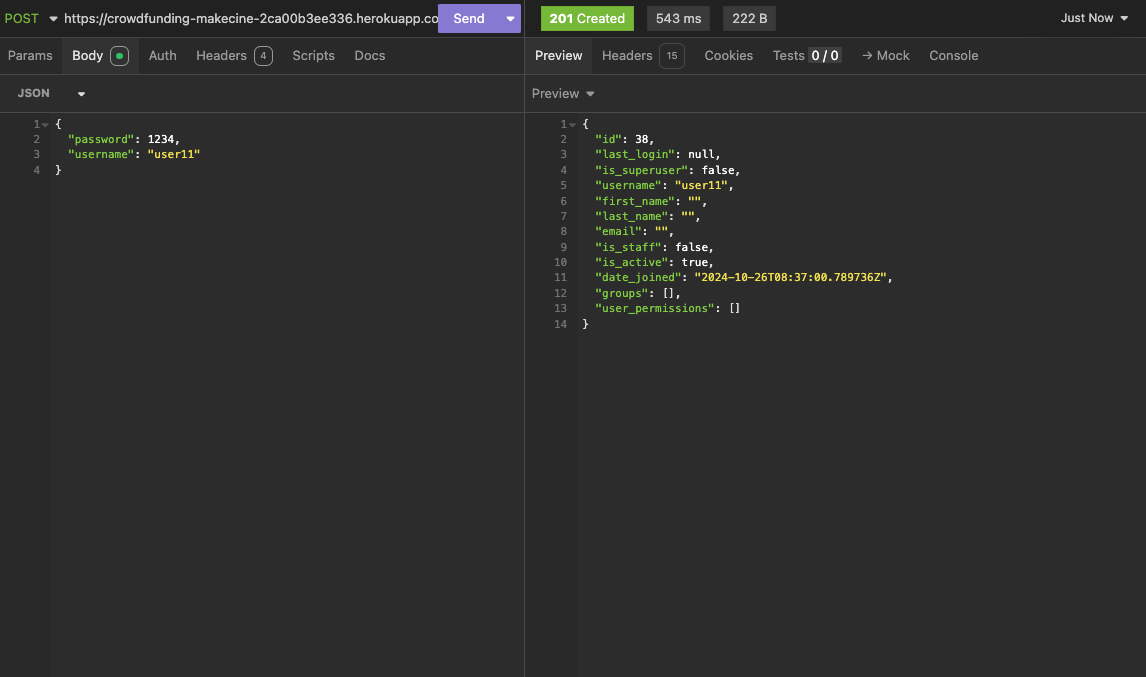 POST https://crowdfunding-makecine-2ca00b3ee336.herokuapp.co Send 201 Created 543 ms 222 B Just Now
Params Body Auth Headers 4 Scripts Docs Preview Headers 15 Cookies Tests 0 / 0 → Mock Console
JSON Preview
1 {
2 "password": 1234,
3 "username": "user11"
4 }
1 {
2 "id": 38,
3 "last_login": null,
4 "is_superuser": false,
5 "username": "user11",
6 "first_name": "",
7 "last_name": "",
8 "email": "",
9 "is_staff": false,
10 "is_active": true,
11 "date_joined": "2024-10-26T08:37:00.789736Z",
12 "groups": [],
13 "user_permissions": []
14 }